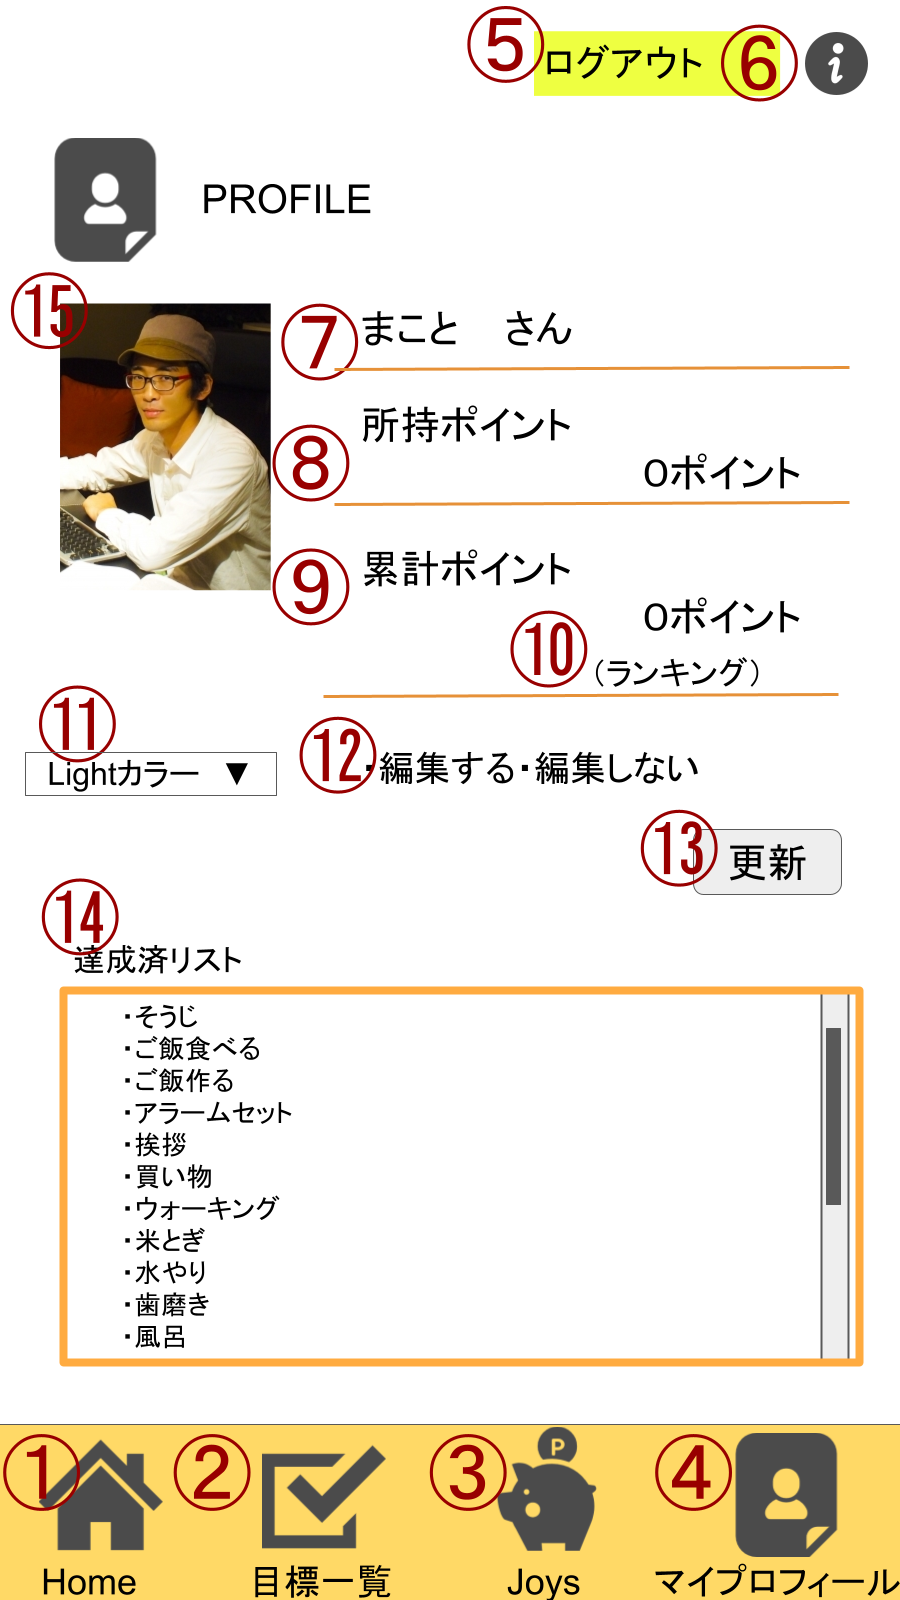 ⑤ ログアウト ⑥ i
PROFILE
⑮
⑦ まこと さん
⑧ 所持ポイント
0ポイント
⑨ 累計ポイント
0ポイント
⑩ (ランキング)
⑪ Lightカラー ▼
⑫ ・編集する・編集しない
⑬ 更新
⑭
達成済リスト
・そうじ
・ご飯食べる
・ご飯作る
・アラームセット
・挨拶
・買い物
・ウォーキング
・米とぎ
・水やり
・歯磨き
・風呂
① ② ③ P ④
Home 目標一覧 Joys マイプロフィール